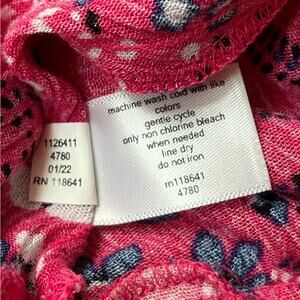 machine wash cold with like
colors
gentle cycle
only non chlorine bleach
when needed
line dry
do not iron
rn118641
4780
1126411
4780
01/22
RN 118641